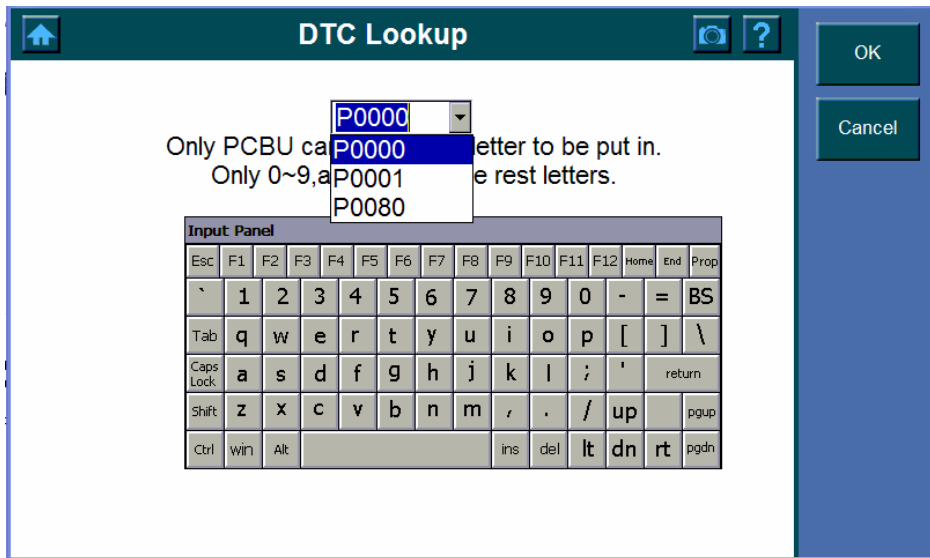 DTC Lookup
?
OK
Cancel
P0000
Only PCBU ca etter to be put in.
P0000
Only 0~9,a e rest letters.
P0001
P0080
Input Panel
Esc F1 F2 F3 F4 F5 F6 F7 F8 F9 F10 F11 F12 Home End Prop
` 1 2 3 4 5 6 7 8 9 0 - = BS
Tab q w e r t y u i o p [ ] \
Caps Lock a s d f g h j k l ; ' return
Shift z x c v b n m , . / up pgup
Ctrl win Alt ins del lt dn rt pgdn